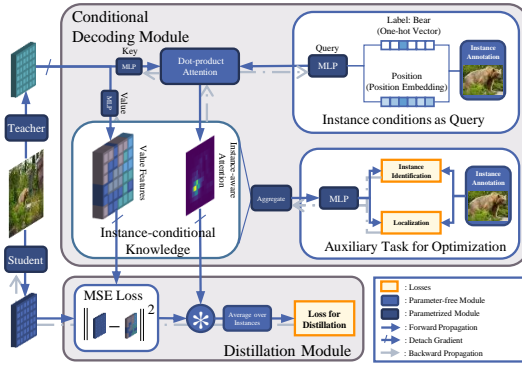 Conditional
Decoding Module
Key
MLP
Dot-product
Attention
Query
MLP
Label: Bear
(One-hot Vector)
Position
(Position Embedding)
Instance
Annotation
Instance conditions as Query
MLP
Value
Teacher
Value Features
Instance-aware
Attention
Instance-conditional
Knowledge
Aggregate
MLP
Instance
Identification
Localization
Instance
Annotation
Auxiliary Task for Optimization
Student
MSE Loss
2
Average over
Instances
Loss for
Distillation
Distillation Module
: Losses
: Parameter-free Module
: Parametrized Module
: Forward Propagation
: Detach Gradient
: Backward Propagation